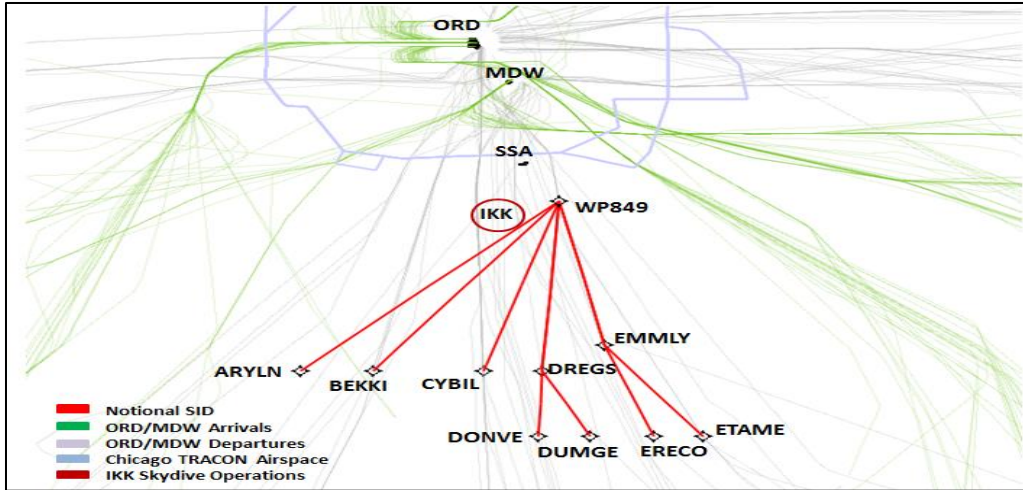 ORD
MDW
SSA
IKK
WP849
EMMLY
ARYLN
BEKKI
CYBIL
DREGS
DONVE
DUMGE
ERECO
ETAME
Notional SID
ORD/MDW Arrivals
ORD/MDW Departures
Chicago TRACON Airspace
IKK Skydive Operations